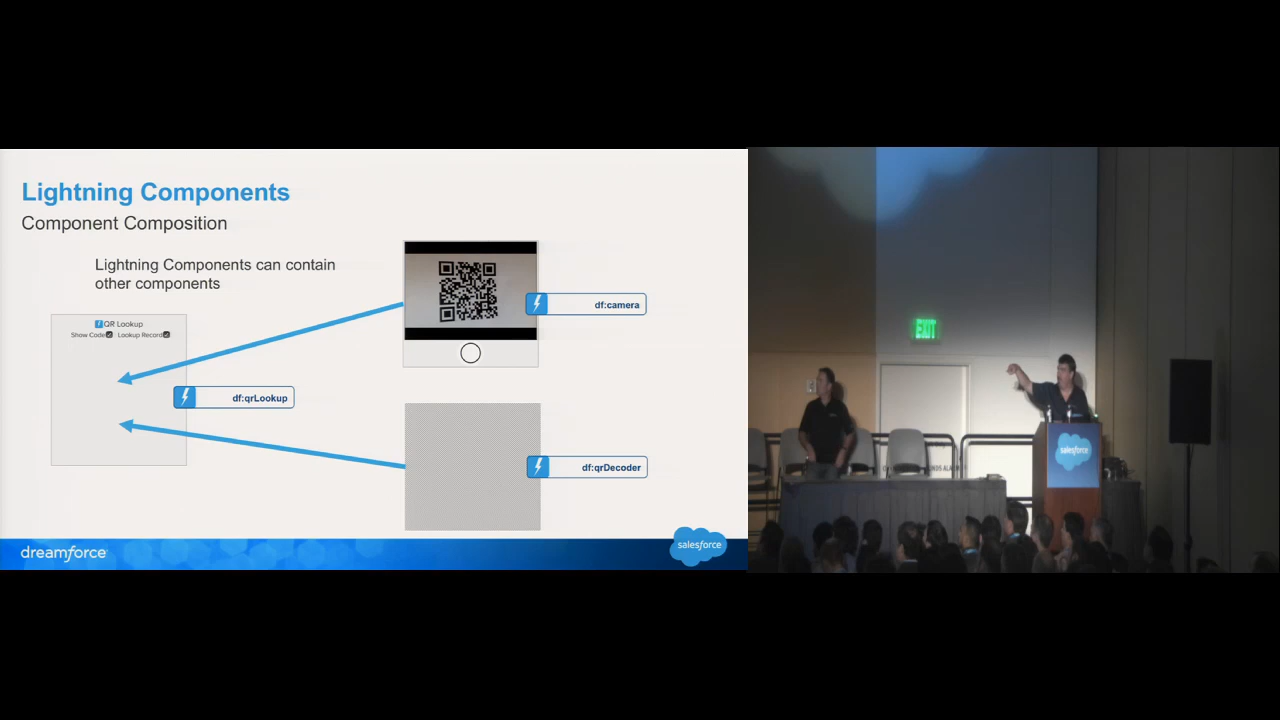 Lightning Components
Component Composition
Lightning Components can contain
other components
QR Lookup
Show Code Lookup Record
df:camera
df:qrLookup
df:qrDecoder
dreamforce
salesforce
EXIT
salesforce